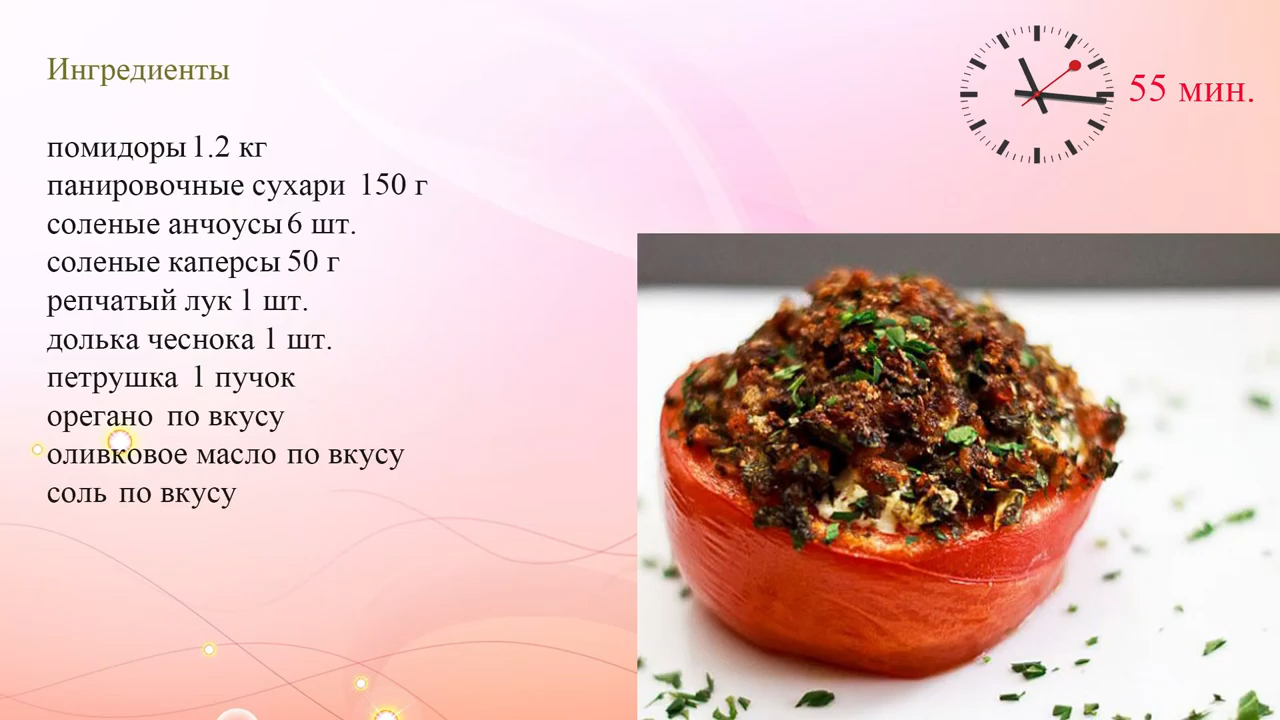 Ингредиенты
55 мин.
помидоры 1.2 кг
панировочные сухари 150 г
соленые анчоусы 6 шт.
соленые каперсы 50 г
репчатый лук 1 шт.
долька чеснока 1 шт.
петрушка 1 пучок
орегано по вкусу
оливковое масло по вкусу
соль по вкусу